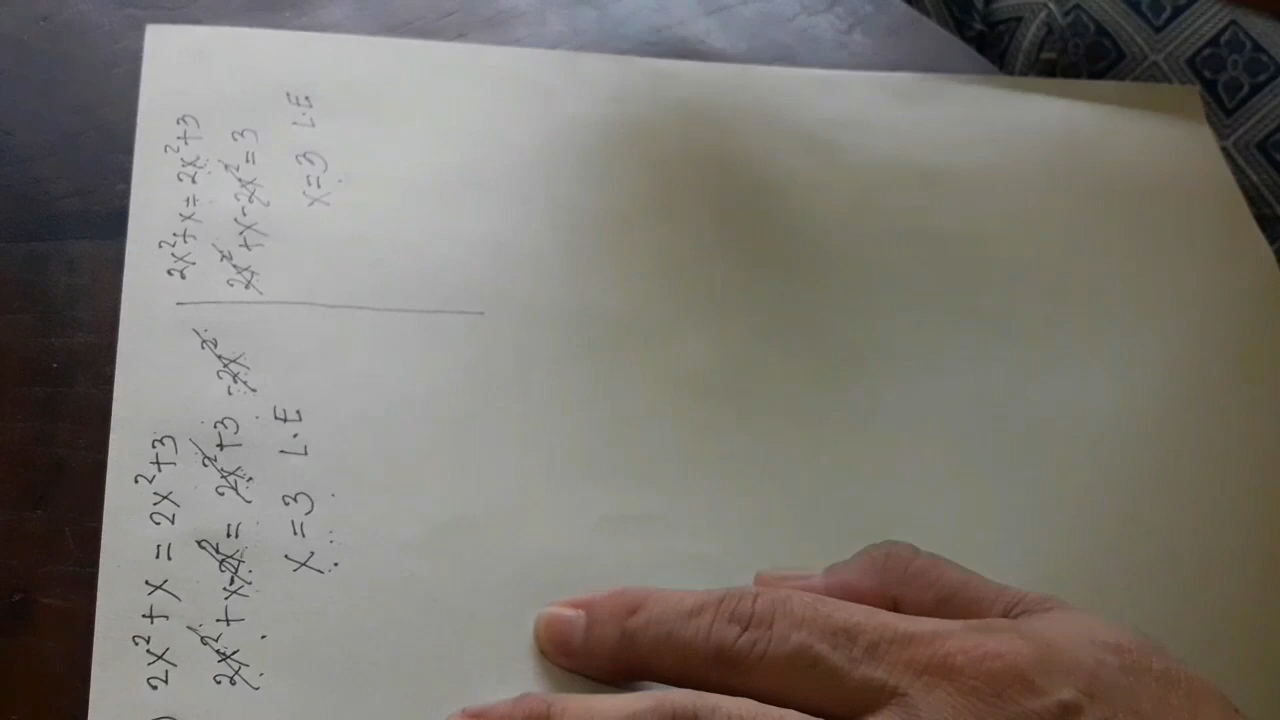 ) 2x²+x = 2x²+3
2x²+x-2x² = 2x²+3-2x²
x=3 L.E
2x²+x=2x²+3
2x²+x-2x²=3
x=3 L.E